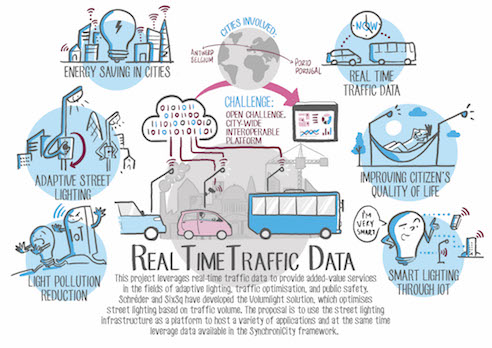 CITIES INVOLVED:
ANTWERP
BELGIUM
PORTO
PORTUGAL
ENERGY SAVING IN CITIES
NOW
REAL TIME
TRAFFIC DATA
CHALLENGE:
OPEN CHALLENGE,
CITY-WIDE
INTEROPERABLE
PLATFORM
ADAPTIVE STREET
LIGHTING
IMPROVING CITIZEN'S
QUALITY OF LIFE
I'M
VERY
SMART
LIGHT POLLUTION
REDUCTION
SMART LIGHTING
THROUGH IOT
REAL TIME TRAFFIC DATA
This project leverages real-time traffic data to provide added-value services
in the fields of adaptive lighting, traffic optimisation, and public safety.
Schréder and SixSq have developed the Volumlight solution, which optimises
street lighting based on traffic volume. The proposal is to use the street lighting
infrastructure as a platform to host a variety of applications and at the same time
leverage data available in the SynchroniCity framework.